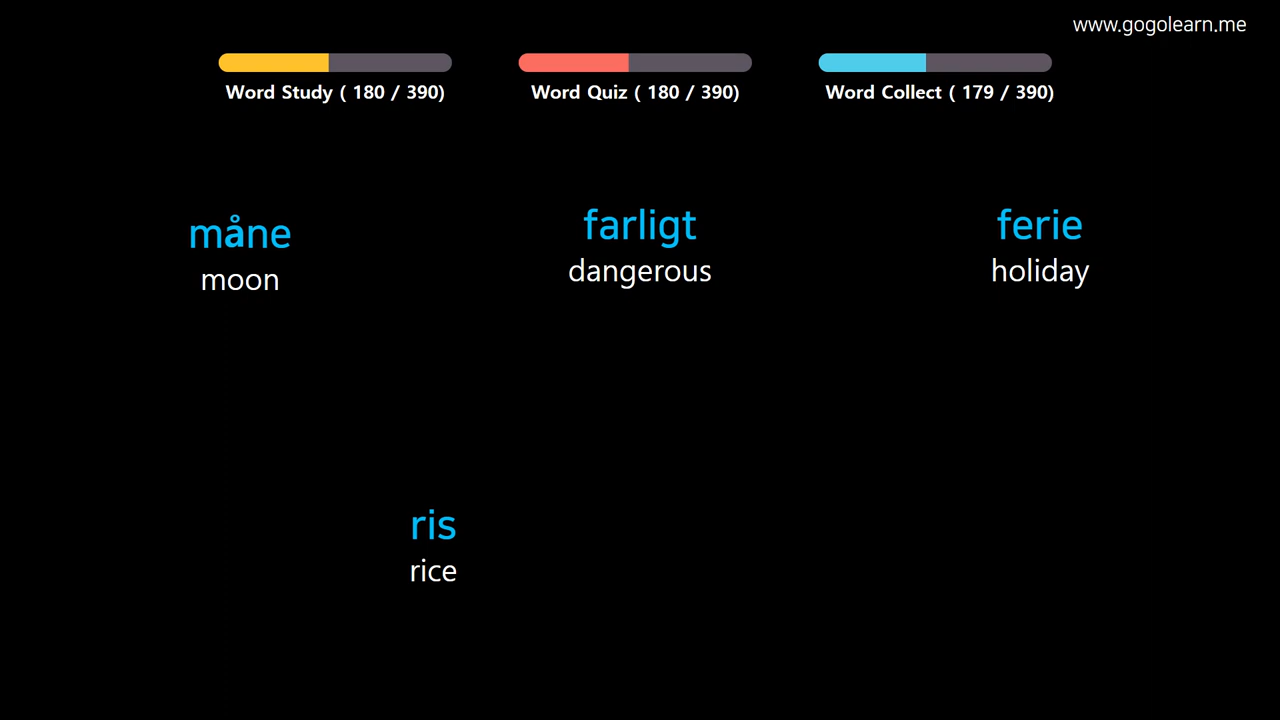 www.gogolearn.me
Word Study ( 180 / 390)
Word Quiz ( 180 / 390)
Word Collect ( 179 / 390)
måne
moon
farligt
dangerous
ferie
holiday
ris
rice